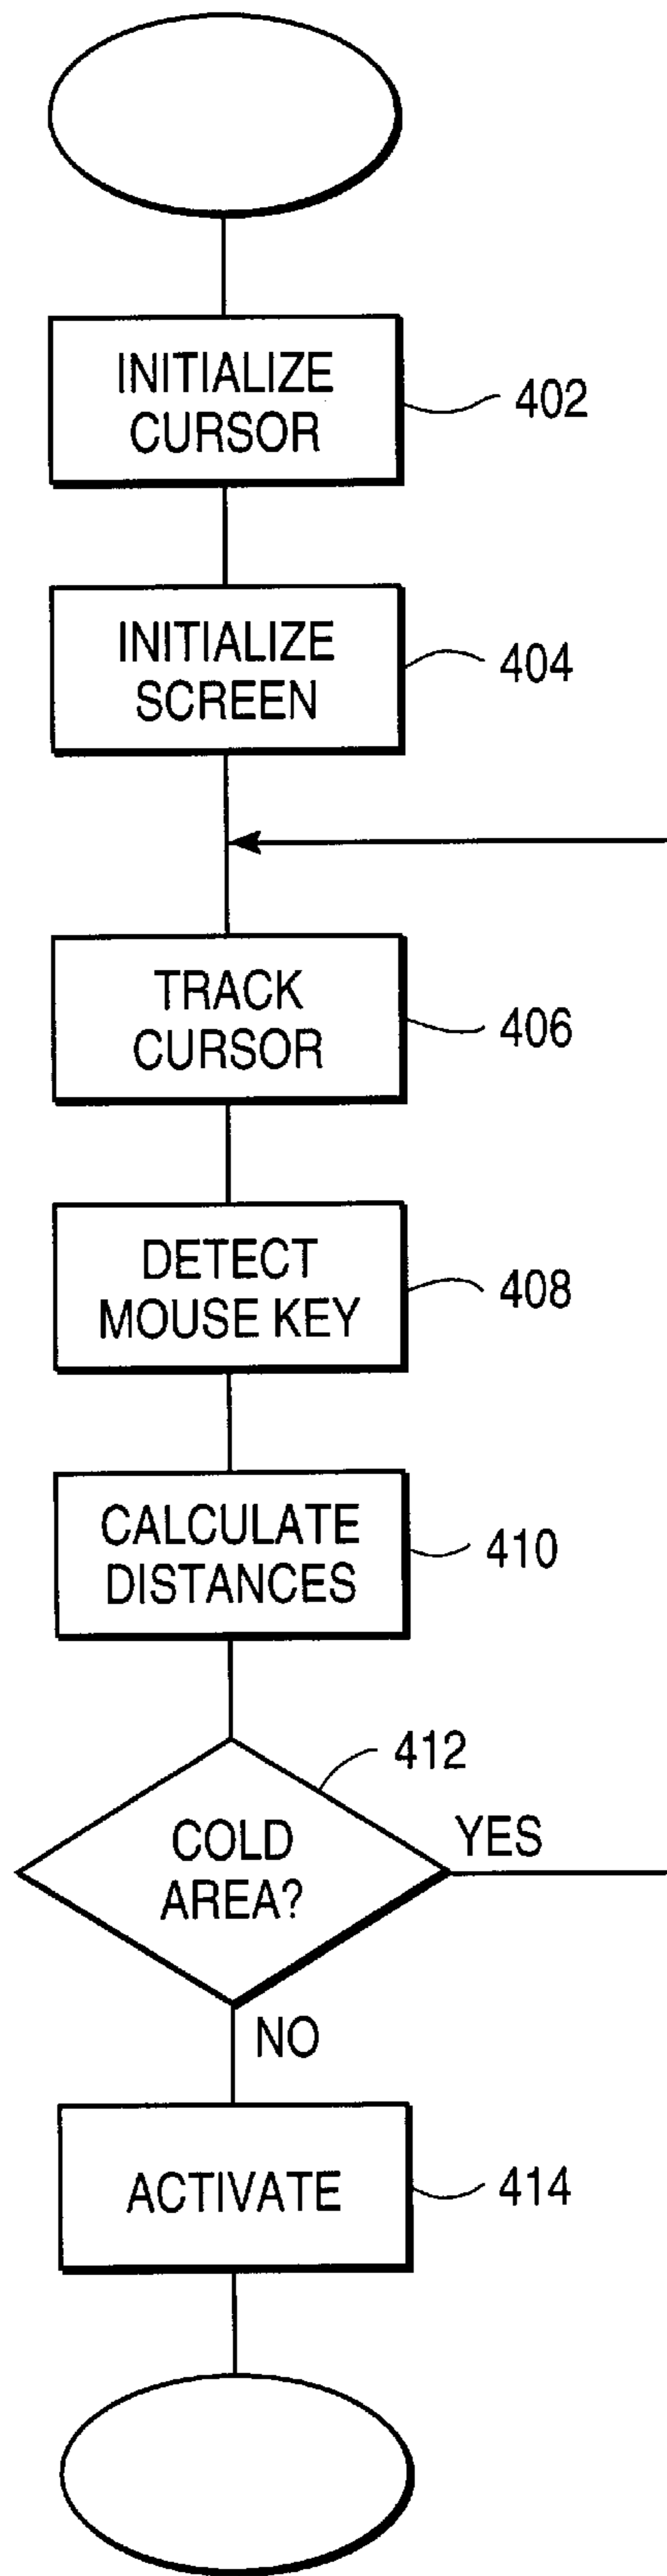 INITIALIZE
CURSOR
402
INITIALIZE
SCREEN
404
TRACK
CURSOR
406
DETECT
MOUSE KEY
408
CALCULATE
DISTANCES
410
412
COLD
AREA?
YES
NO
ACTIVATE
414